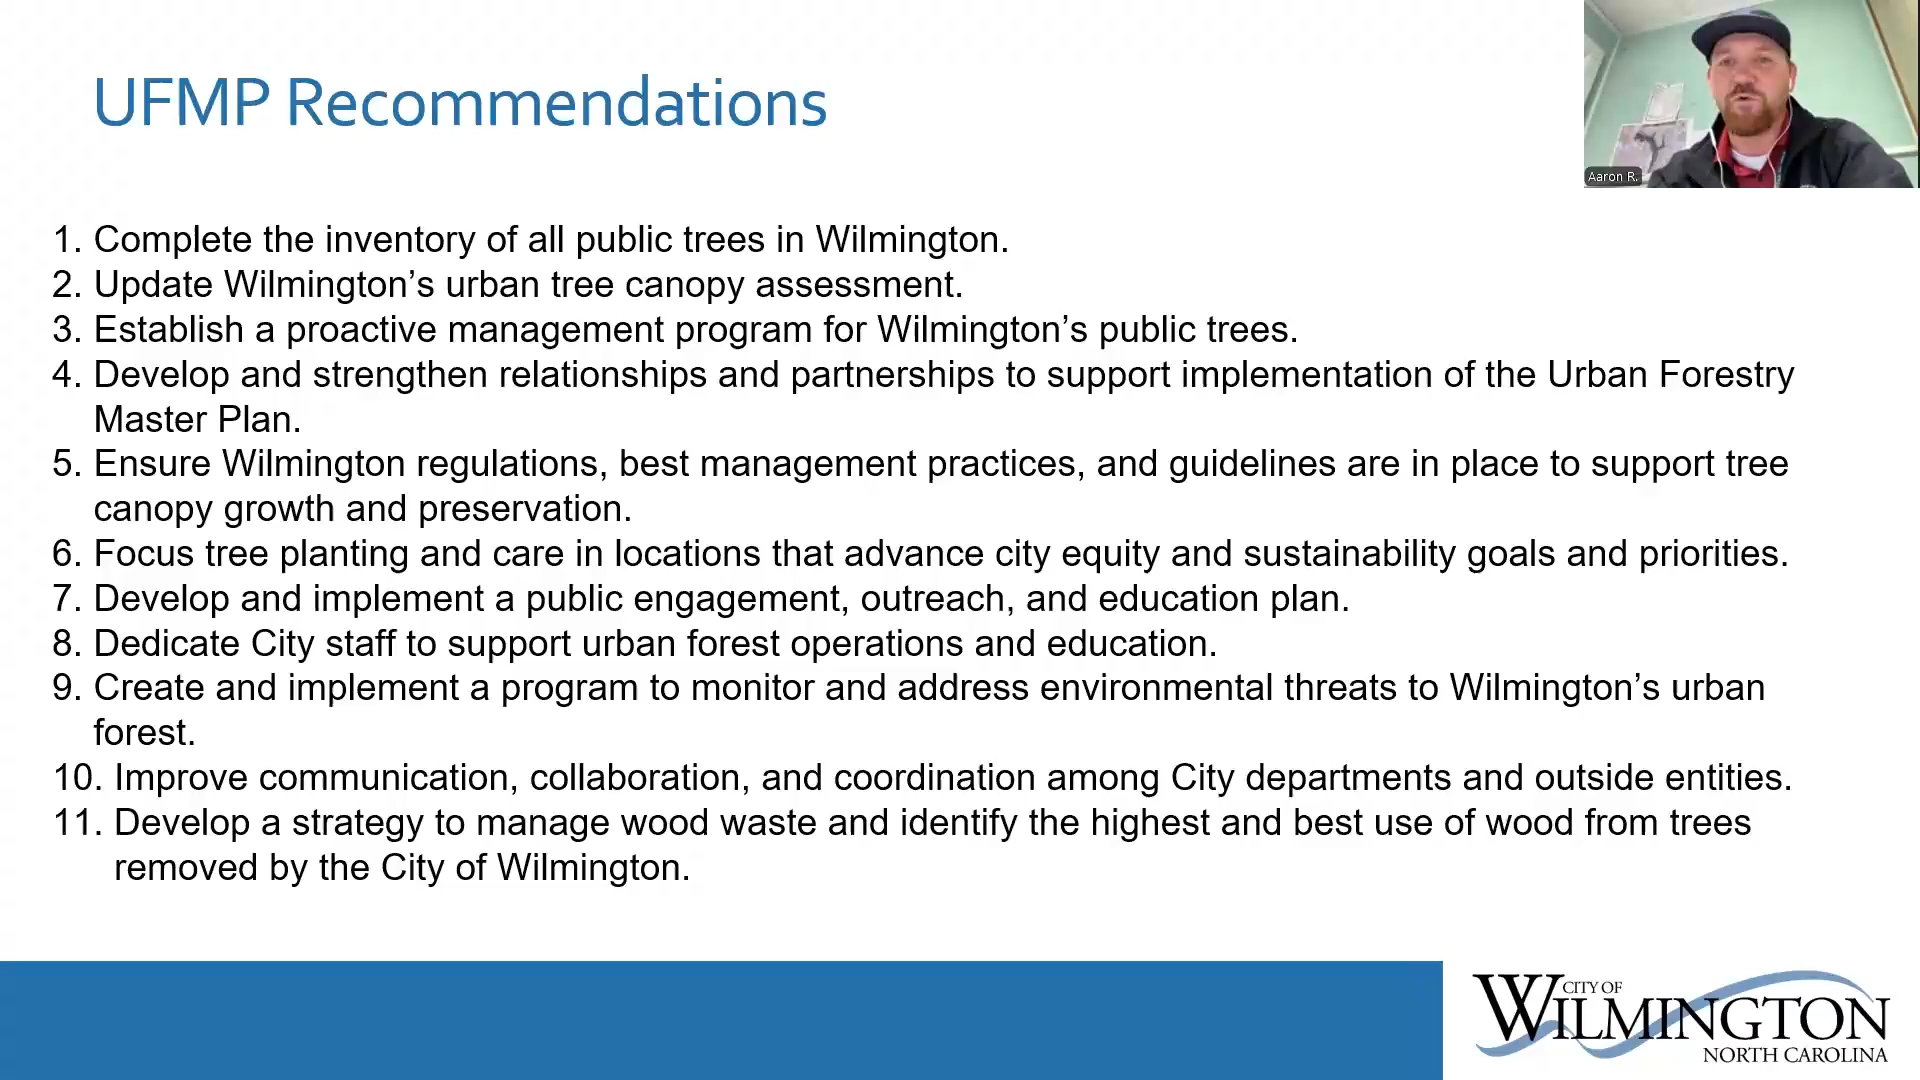 UFMP Recommendations
Aaron R.
1. Complete the inventory of all public trees in Wilmington.
2. Update Wilmington’s urban tree canopy assessment.
3. Establish a proactive management program for Wilmington’s public trees.
4. Develop and strengthen relationships and partnerships to support implementation of the Urban Forestry
Master Plan.
5. Ensure Wilmington regulations, best management practices, and guidelines are in place to support tree
canopy growth and preservation.
6. Focus tree planting and care in locations that advance city equity and sustainability goals and priorities.
7. Develop and implement a public engagement, outreach, and education plan.
8. Dedicate City staff to support urban forest operations and education.
9. Create and implement a program to monitor and address environmental threats to Wilmington’s urban
forest.
10. Improve communication, collaboration, and coordination among City departments and outside entities.
11. Develop a strategy to manage wood waste and identify the highest and best use of wood from trees
removed by the City of Wilmington.
CITY OF
WILMINGTON
NORTH CAROLINA